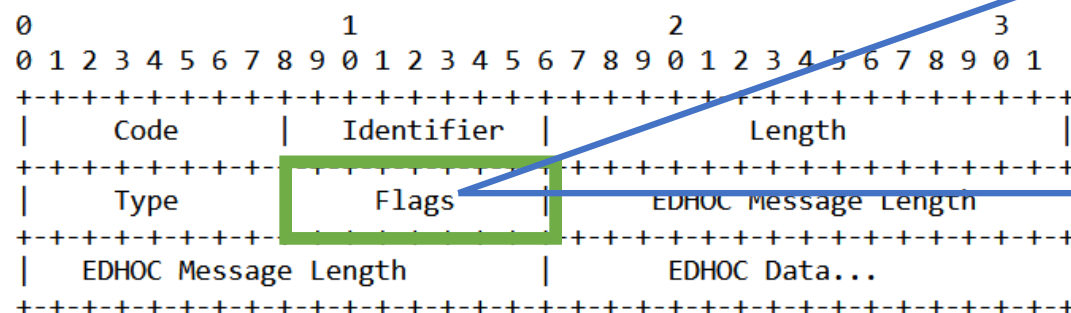 0                   1                   2                   3
0 1 2 3 4 5 6 7 8 9 0 1 2 3 4 5 6 7 8 9 0 1 2 3 4 5 6 7 8 9 0 1
+-+-+-+-+-+-+-+-+-+-+-+-+-+-+-+-+-+-+-+-+-+-+-+-+-+-+-+-+-+-+-+-+
|     Code      |   Identifier  |            Length             |
+-+-+-+-+-+-+-+-+-+-+-+-+-+-+-+-+-+-+-+-+-+-+-+-+-+-+-+-+-+-+-+-+
|     Type      |     Flags     |      EDHOC Message Length
+-+-+-+-+-+-+-+-+-+-+-+-+-+-+-+-+-+-+-+-+-+-+-+-+-+-+-+-+-+-+-+-+
|   EDHOC Message Length        |       EDHOC Data...
+-+-+-+-+-+-+-+-+-+-+-+-+-+-+-+-+-+-+-+-+-+-+-+-+-+-+-+-+-+-+-+-+